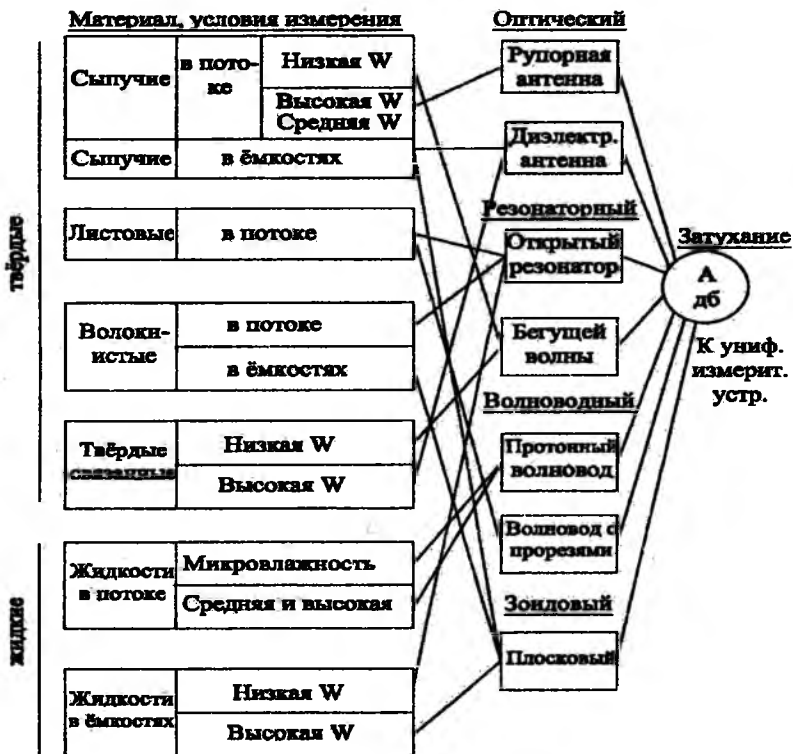 Материал, условия измерения
Оптический
твёрдые
Сыпучие
в пото-
ке
Низкая W
Высокая W
Средняя W
Сыпучие
в ёмкостях
Листовые
в потоке
Волокн-
истые
в потоке
в ёмкостях
Твёрдые
связанные
Низкая W
Высокая W
жидкие
Жидкости
в потоке
Микровлажность
Средняя и высокая
Жидкости
в ёмкостях
Низкая W
Высокая W
Рупорная
антенна
Диэлектр.
антенна
Резонаторный
Открытый
резонатор
Бегущей
волны
Волноводный
Протонный
волновод
Волновод с
прорезями
Зондовый
Плосковый
Затухание
А
дб
К униф.
измерит.
устр.